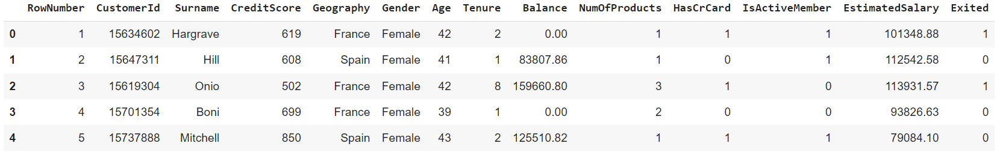 RowNumber CustomerId Surname CreditScore Geography Gender Age Tenure Balance NumOfProducts HasCrCard IsActiveMember EstimatedSalary Exited
0 1 15634602 Hargrave 619 France Female 42 2 0.00 1 1 1 101348.88 1
1 2 15647311 Hill 608 Spain Female 41 1 83807.86 1 0 1 112542.58 0
2 3 15619304 Onio 502 France Female 42 8 159660.80 3 1 0 113931.57 1
3 4 15701354 Boni 699 France Female 39 1 0.00 2 0 0 93826.63 0
4 5 15737888 Mitchell 850 Spain Female 43 2 125510.82 1 1 1 79084.10 0